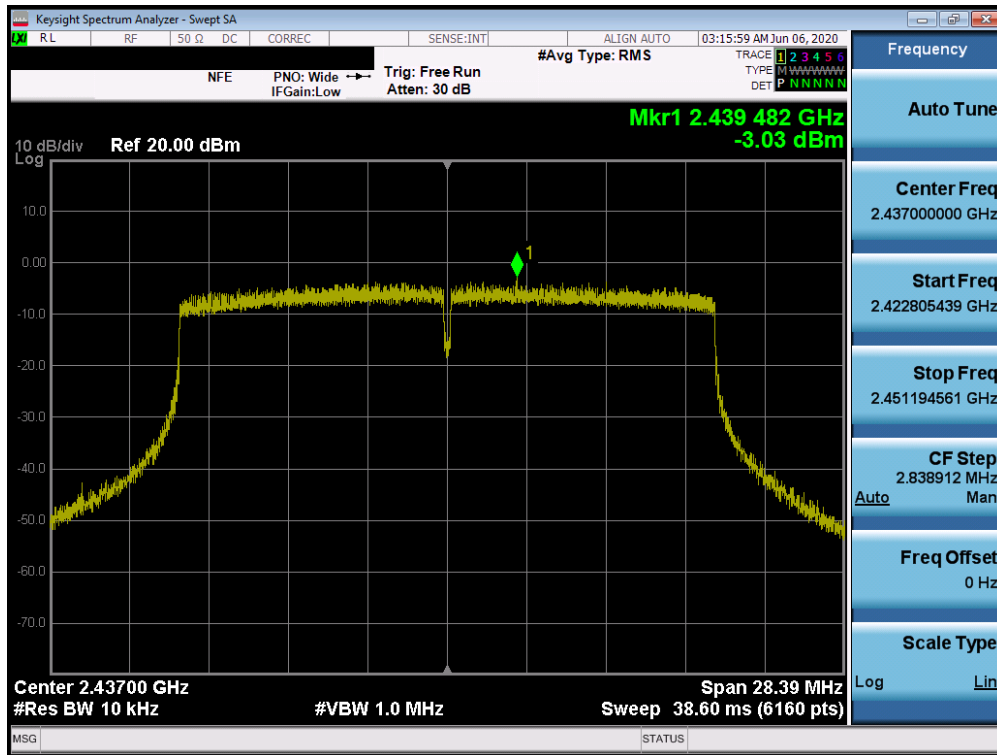 Keysight Spectrum Analyzer - Swept SA
LXI RL RF 50 Ω DC CORREC SENSE:INT ALIGN AUTO 03:15:59 AM Jun 06, 2020
#Avg Type: RMS TRACE 1 2 3 4 5 6
NFE PNO: Wide Trig: Free Run TYPE M WWWWW
IFGain:Low Atten: 30 dB DET P N N N N N
Mkr1 2.439 482 GHz
-3.03 dBm
10 dB/div Ref 20.00 dBm
Log
10.0
1
0.00
-10.0
-20.0
-30.0
-40.0
-50.0
-60.0
-70.0
Center 2.43700 GHz Span 28.39 MHz
#Res BW 10 kHz #VBW 1.0 MHz Sweep 38.60 ms (6160 pts)
MSG STATUS
Frequency
Auto Tune
Center Freq
2.437000000 GHz
Start Freq
2.422805439 GHz
Stop Freq
2.451194561 GHz
CF Step
2.838912 MHz
Auto Man
Freq Offset
0 Hz
Scale Type
Log Lin